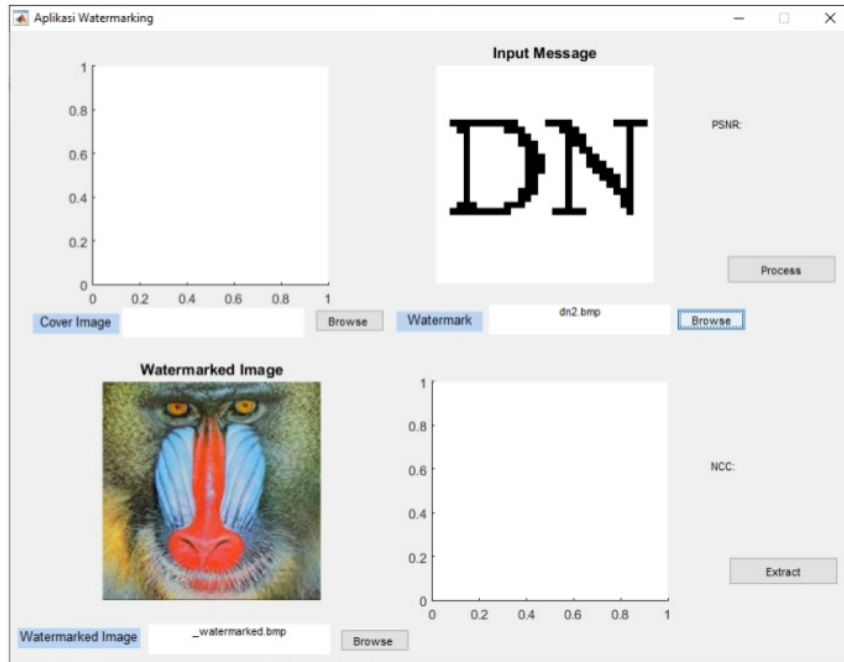 Aplikasi Watermarking
Input Message
1
0.8
0.6
0.4
0.2
0
0 0.2 0.4 0.6 0.8 1
DN
PSNR:
Process
Cover Image
Browse
Watermark
dn2.bmp
Browse
Watermarked Image
1
0.8
0.6
0.4
0.2
0
0 0.2 0.4 0.6 0.8 1
NCC:
Extract
Watermarked Image
_watermarked.bmp
Browse